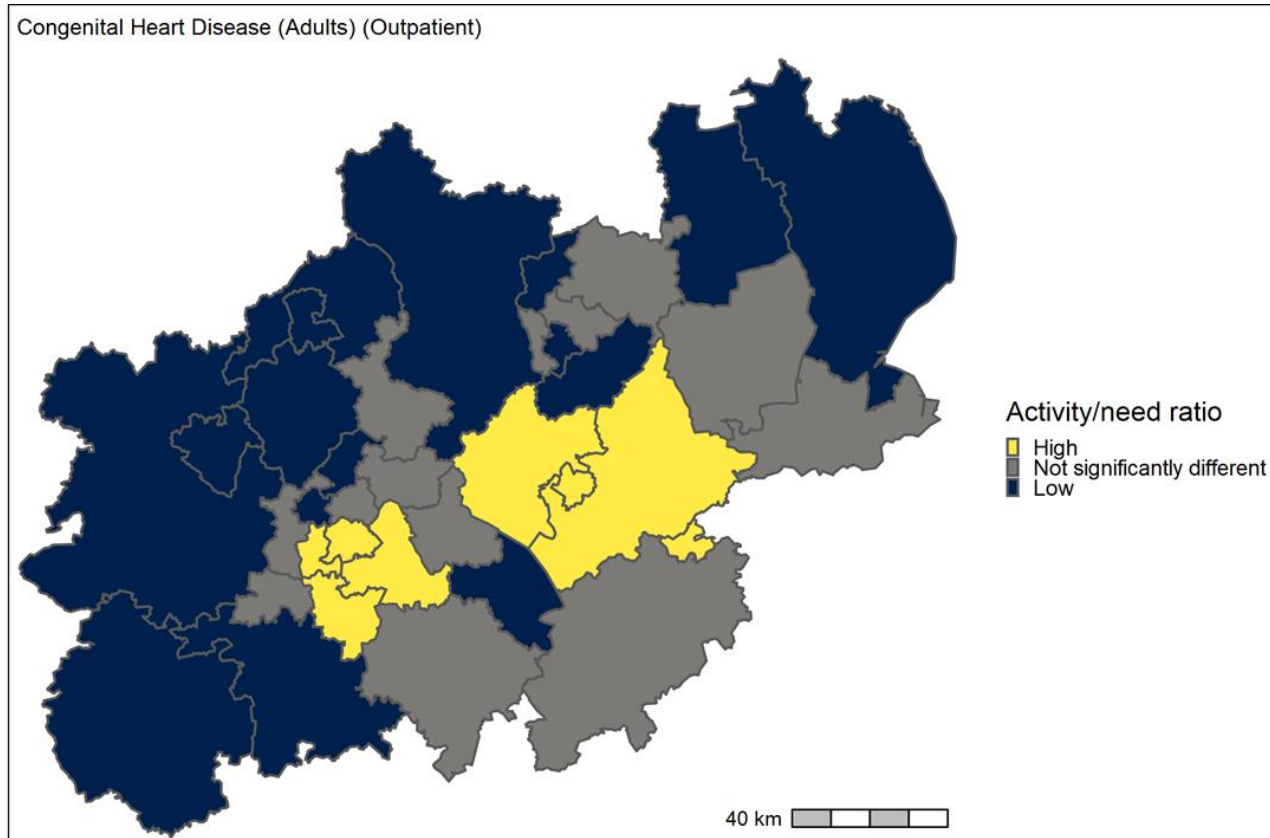 Congenital Heart Disease (Adults) (Outpatient)
Activity/need ratio
High
Not significantly different
Low
40 km